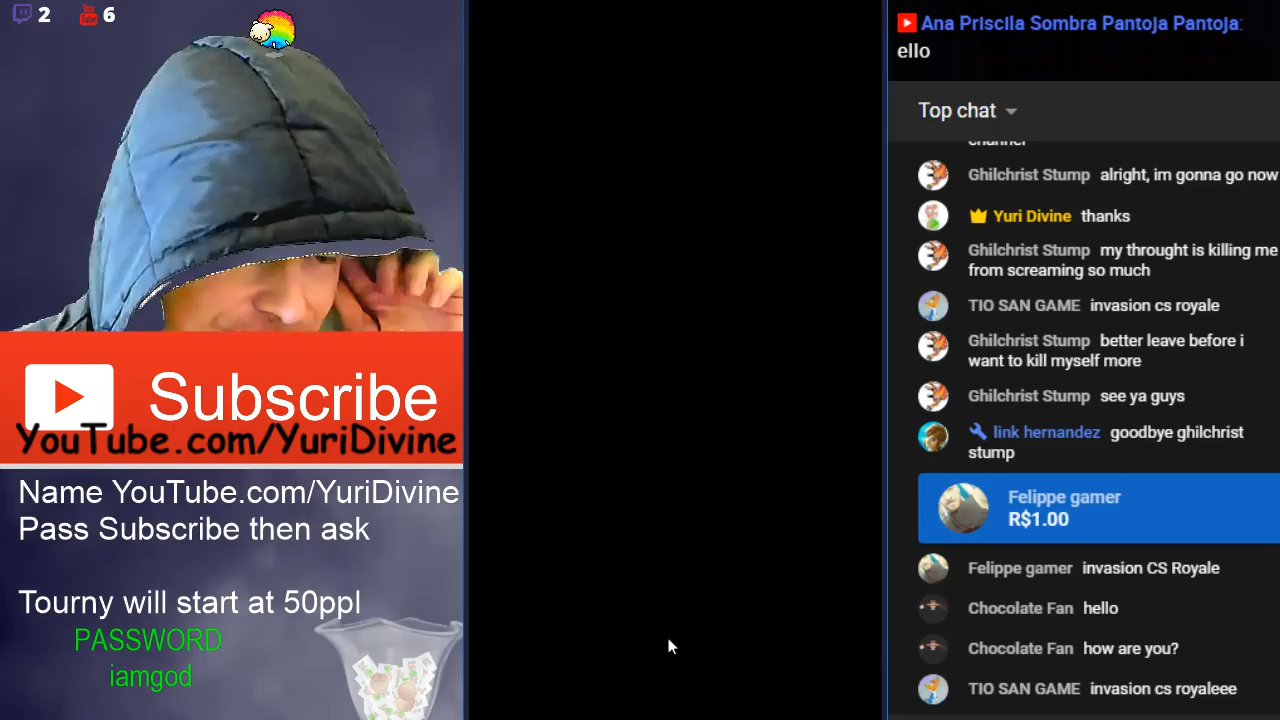 2 6
Subscribe
YouTube.com/YuriDivine
Name YouTube.com/YuriDivine
Pass Subscribe then ask
Tourny will start at 50ppl
PASSWORD
iamgod
Ana Priscila Sombra Pantoja Pantoja:
ello
Top chat
channel
Ghilchrist Stump alright, im gonna go now
Yuri Divine thanks
Ghilchrist Stump my throught is killing me
from screaming so much
TIO SAN GAME invasion cs royale
Ghilchrist Stump better leave before i
want to kill myself more
Ghilchrist Stump see ya guys
link hernandez goodbye ghilchrist
stump
Felippe gamer
R$1.00
Felippe gamer invasion CS Royale
Chocolate Fan hello
Chocolate Fan how are you?
TIO SAN GAME invasion cs royaleee